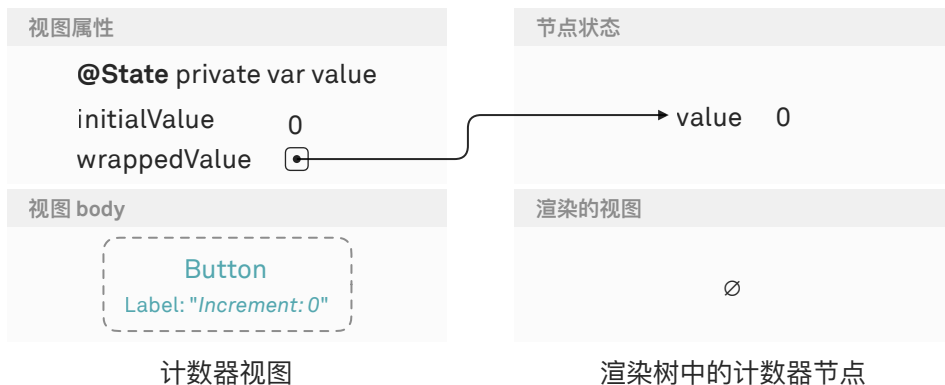 视图属性
@State private var value
initialValue 0
wrappedValue
视图 body
Button
Label: "Increment: 0"
计数器视图
节点状态
value 0
渲染的视图
∅
渲染树中的计数器节点